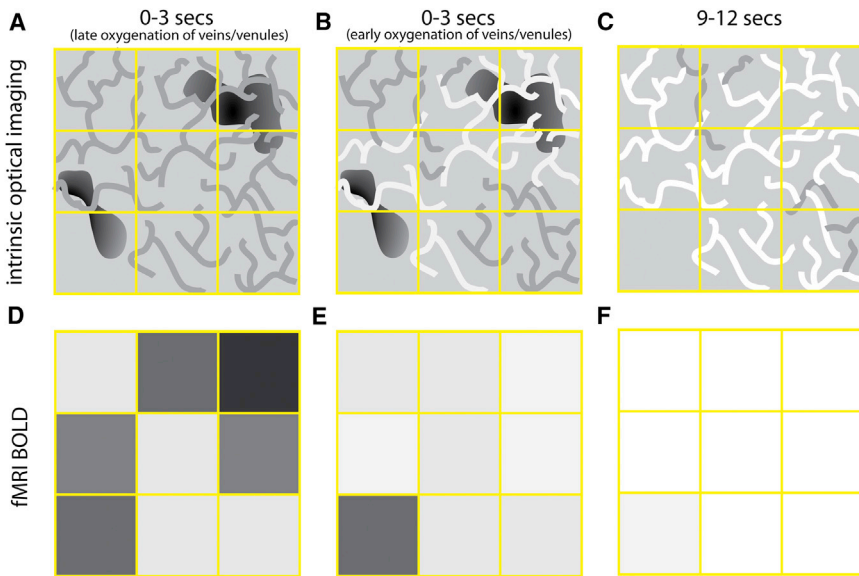 A
0-3 secs
(late oxygenation of veins/venules)
B
0-3 secs
(early oxygenation of veins/venules)
C
9-12 secs
intrinsic optical imaging
D
E
F
fMRI BOLD